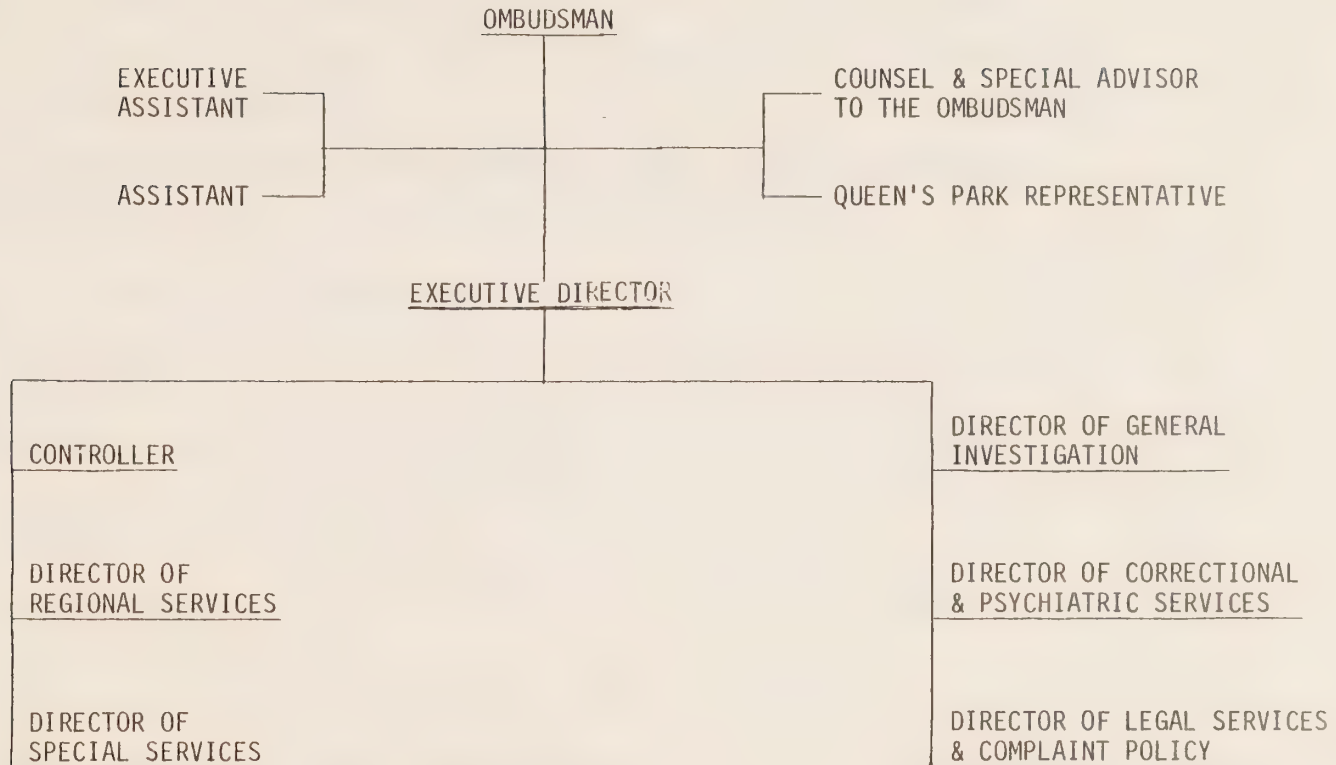 OMBUDSMAN
EXECUTIVE
ASSISTANT
COUNSEL & SPECIAL ADVISOR
TO THE OMBUDSMAN
ASSISTANT
QUEEN'S PARK REPRESENTATIVE
EXECUTIVE DIRECTOR
CONTROLLER
DIRECTOR OF GENERAL
INVESTIGATION
DIRECTOR OF
REGIONAL SERVICES
DIRECTOR OF CORRECTIONAL
& PSYCHIATRIC SERVICES
DIRECTOR OF
SPECIAL SERVICES
DIRECTOR OF LEGAL SERVICES
& COMPLAINT POLICY